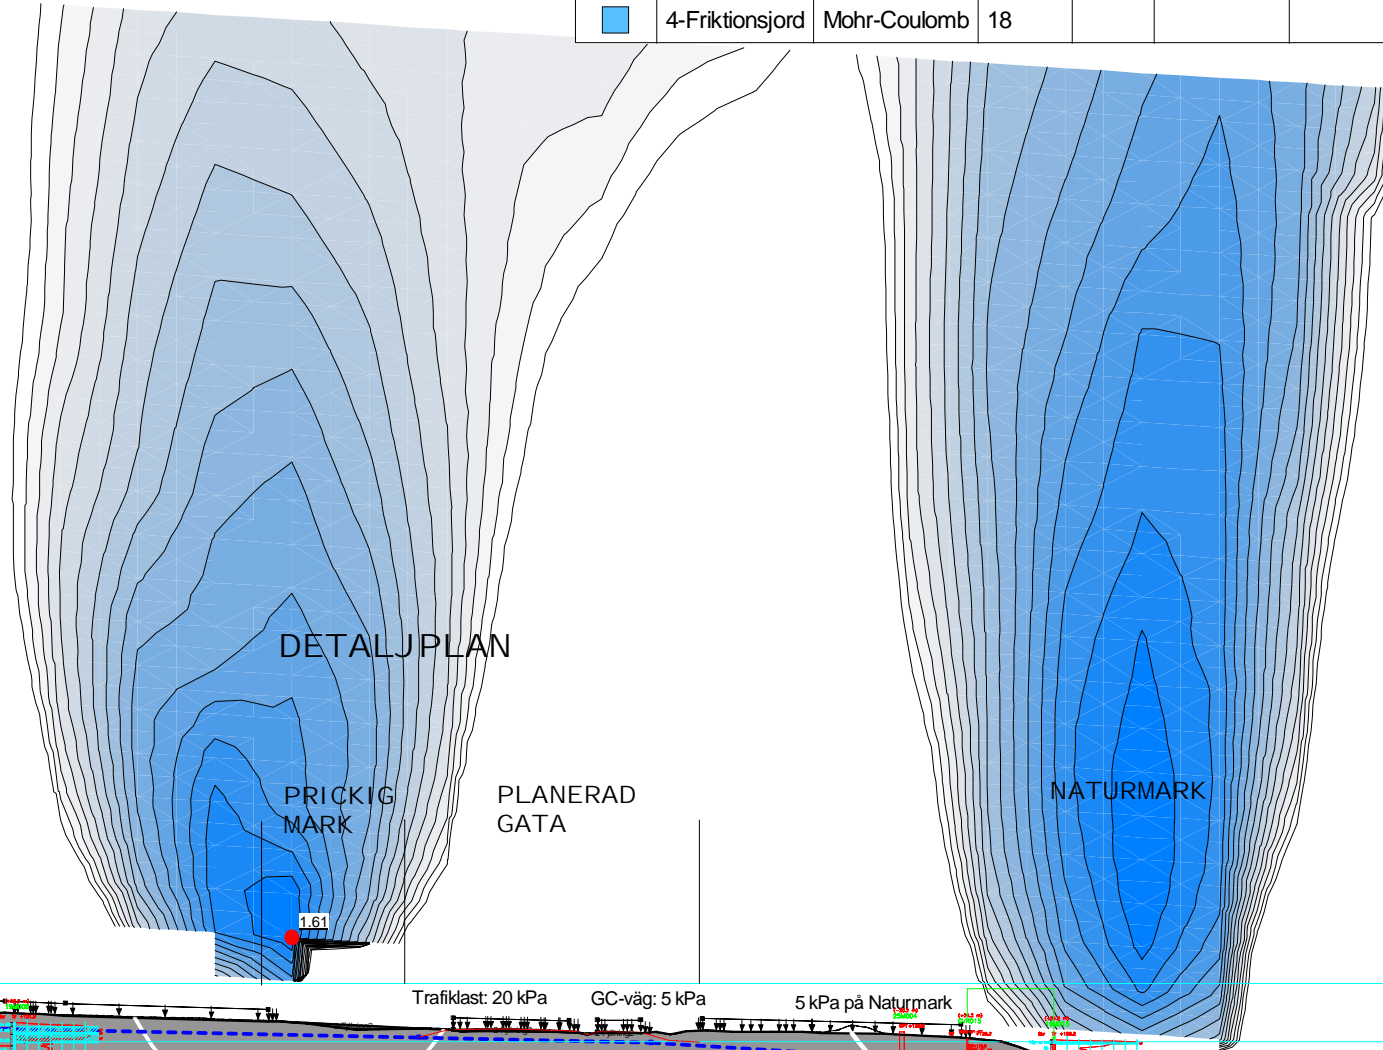 4-Friktionsjord Mohr-Coulomb 18
DETALJPLAN
PRICKIG
MARK
PLANERAD
GATA
NATURMARK
1.61
Trafiklast: 20 kPa GC-väg: 5 kPa 5 kPa på Naturmark